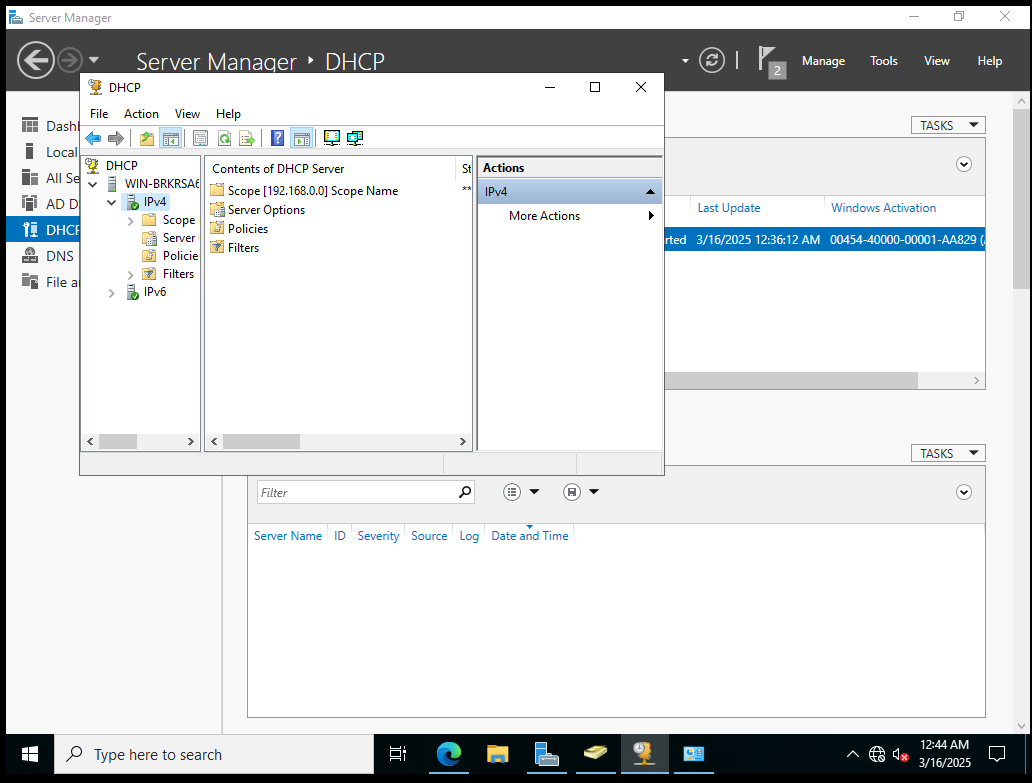 Server Manager
Server Manager DHCP
2
Manage
Tools
View
Help
DHCP
File
Action
View
Help
Dash
Local
All Se
AD D
DHCP
DNS
File a
DHCP
WIN-BRKRSA6
IPv4
Scope
Server
Policie
Filters
IPv6
Contents of DHCP Server
St
Scope [192.168.0.0] Scope Name
**
Server Options
Policies
Filters
Actions
IPv4
More Actions
TASKS
Last Update
Windows Activation
rted
3/16/2025 12:36:12 AM
00454-40000-00001-AA829 (
TASKS
Filter
Server Name
ID
Severity
Source
Log
Date and Time
Type here to search
12:44 AM
3/16/2025